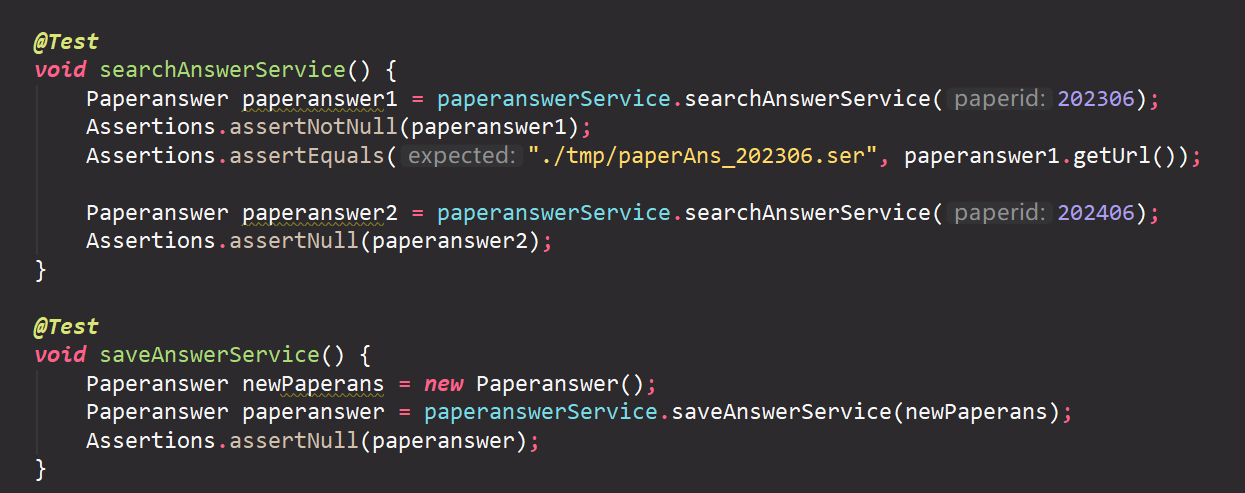 @Test
void searchAnswerService() {
    Paperanswer paperanswer1 = paperanswerService.searchAnswerService( paperid: 202306);
    Assertions.assertNotNull(paperanswer1);
    Assertions.assertEquals( expected: "./tmp/paperAns_202306.ser", paperanswer1.getUrl());

    Paperanswer paperanswer2 = paperanswerService.searchAnswerService( paperid: 202406);
    Assertions.assertNull(paperanswer2);
}

@Test
void saveAnswerService() {
    Paperanswer newPaperans = new Paperanswer();
    Paperanswer paperanswer = paperanswerService.saveAnswerService(newPaperans);
    Assertions.assertNull(paperanswer);
}